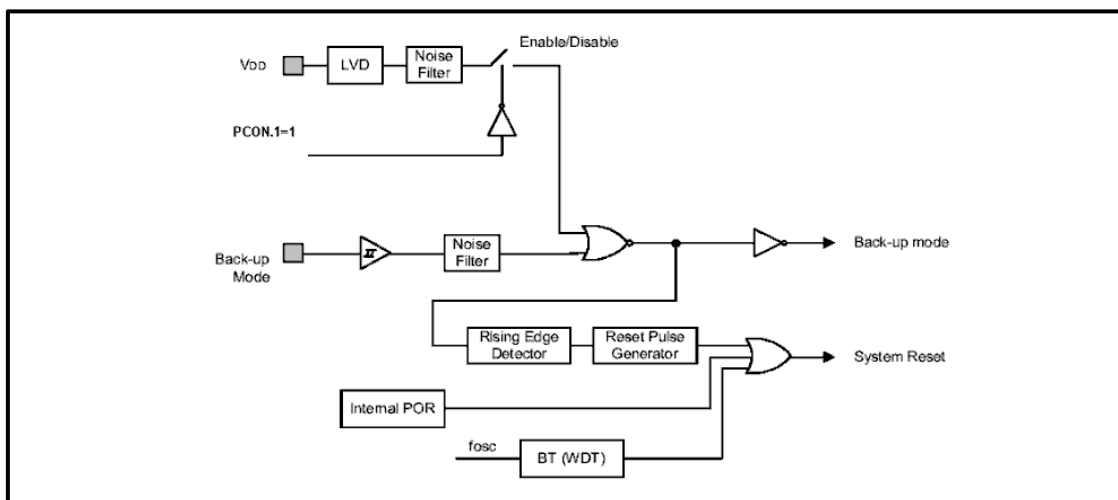 Enable/Disable
VDD
LVD
Noise
Filter
PCON.1=1
Back-up
Mode
Noise
Filter
Back-up mode
Rising Edge
Detector
Reset Pulse
Generator
System Reset
Internal POR
fosc
BT (WDT)